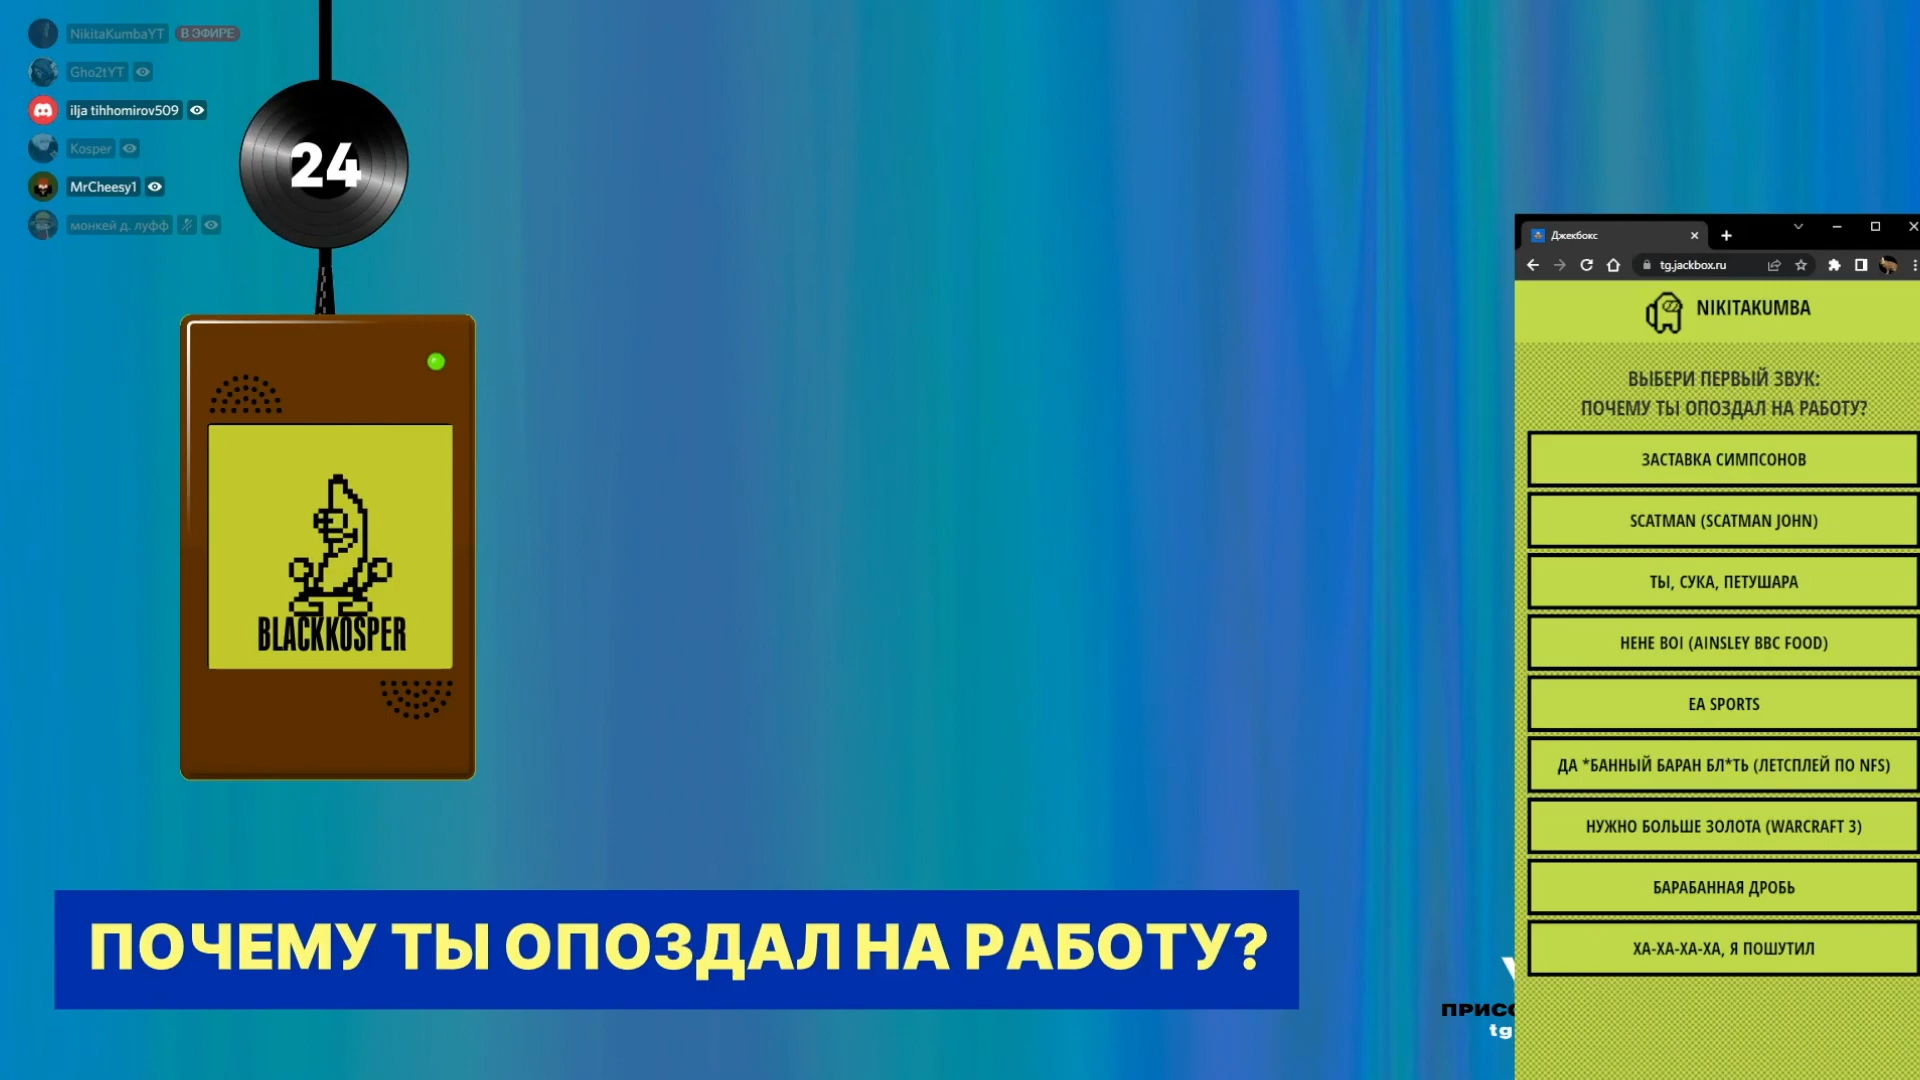 NikitaKumbaYT В ЭФИРЕ
Gho2tYT
ilja tihhomirov509
Kosper
MrCheesy1
монкей д. луфф
24
BLACKKOSPER
ПОЧЕМУ ТЫ ОПОЗДАЛ НА РАБОТУ?
Джекбокс
tg.jackbox.ru
NIKITAKUMBA
ВЫБЕРИ ПЕРВЫЙ ЗВУК:
ПОЧЕМУ ТЫ ОПОЗДАЛ НА РАБОТУ?
ЗАСТАВКА СИМПСОНОВ
SCATMAN (SCATMAN JOHN)
ТЫ, СУКА, ПЕТУШАРА
HEHE BOI (AINSLEY BBC FOOD)
EA SPORTS
ДА *БАННЫЙ БАРАН БЛ*ТЬ (ЛЕТСПЛЕЙ ПО NFS)
НУЖНО БОЛЬШЕ ЗОЛОТА (WARCRAFT 3)
БАРАБАННАЯ ДРОБЬ
ХА-ХА-ХА-ХА, Я ПОШУТИЛ
tg